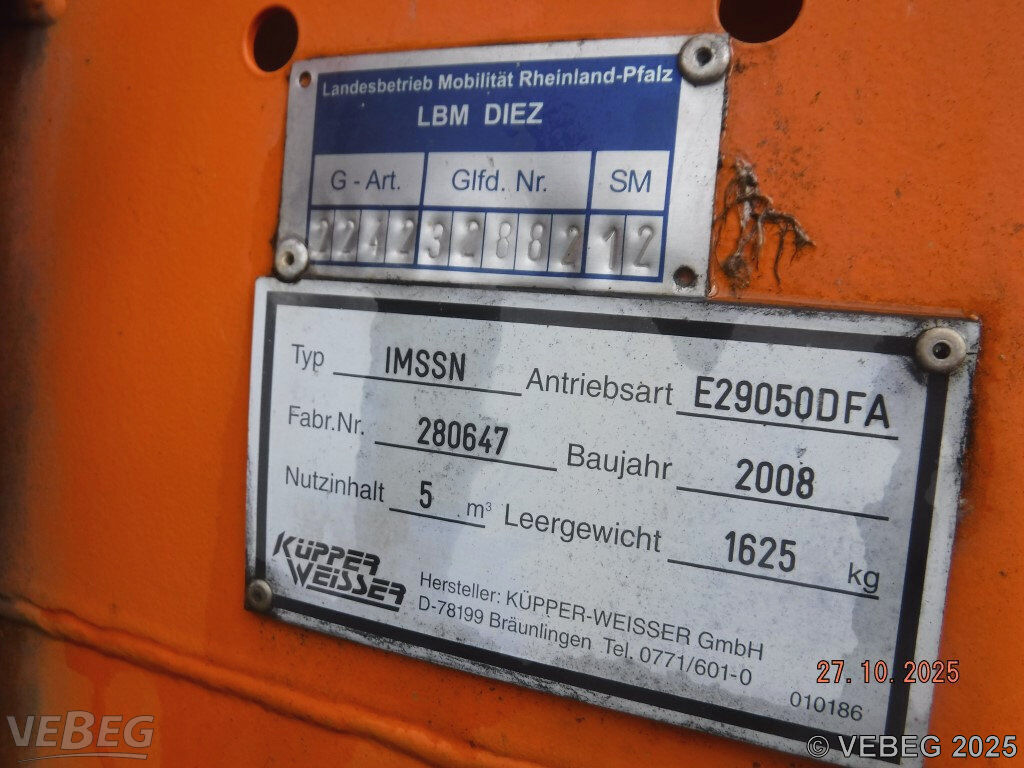 Landesbetrieb Mobilität Rheinland-Pfalz
LBM DIEZ
G - Art. Glfd. Nr. SM
2242 32882 12
Typ IMSSN Antriebsart E29050DFA
Fabr.Nr. 280647 Baujahr 2008
Nutzinhalt 5 m³ Leergewicht 1625 kg
KÜPPER WEISSER
Hersteller: KÜPPER-WEISSER GmbH
D-78199 Bräunlingen Tel. 0771/601-0
010186
27.10.2025
VEBEG
© VEBEG 2025